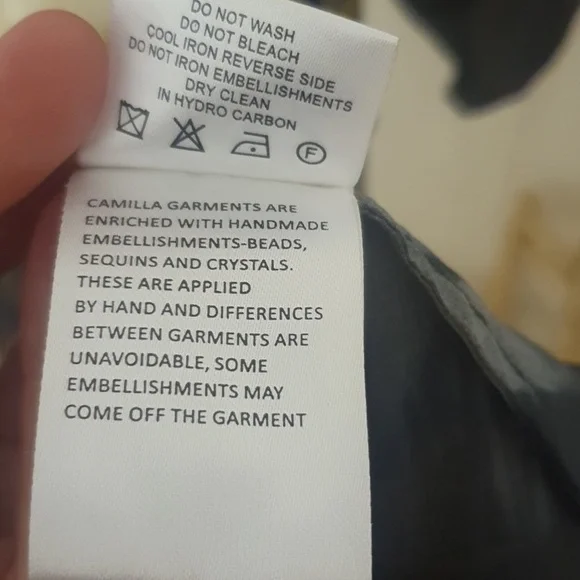 DO NOT WASH
DO NOT BLEACH
COOL IRON REVERSE SIDE
DO NOT IRON EMBELLISHMENTS
DRY CLEAN
IN HYDRO CARBON
F
CAMILLA GARMENTS ARE
ENRICHED WITH HANDMADE
EMBELLISHMENTS-BEADS,
SEQUINS AND CRYSTALS.
THESE ARE APPLIED
BY HAND AND DIFFERENCES
BETWEEN GARMENTS ARE
UNAVOIDABLE, SOME
EMBELLISHMENTS MAY
COME OFF THE GARMENT